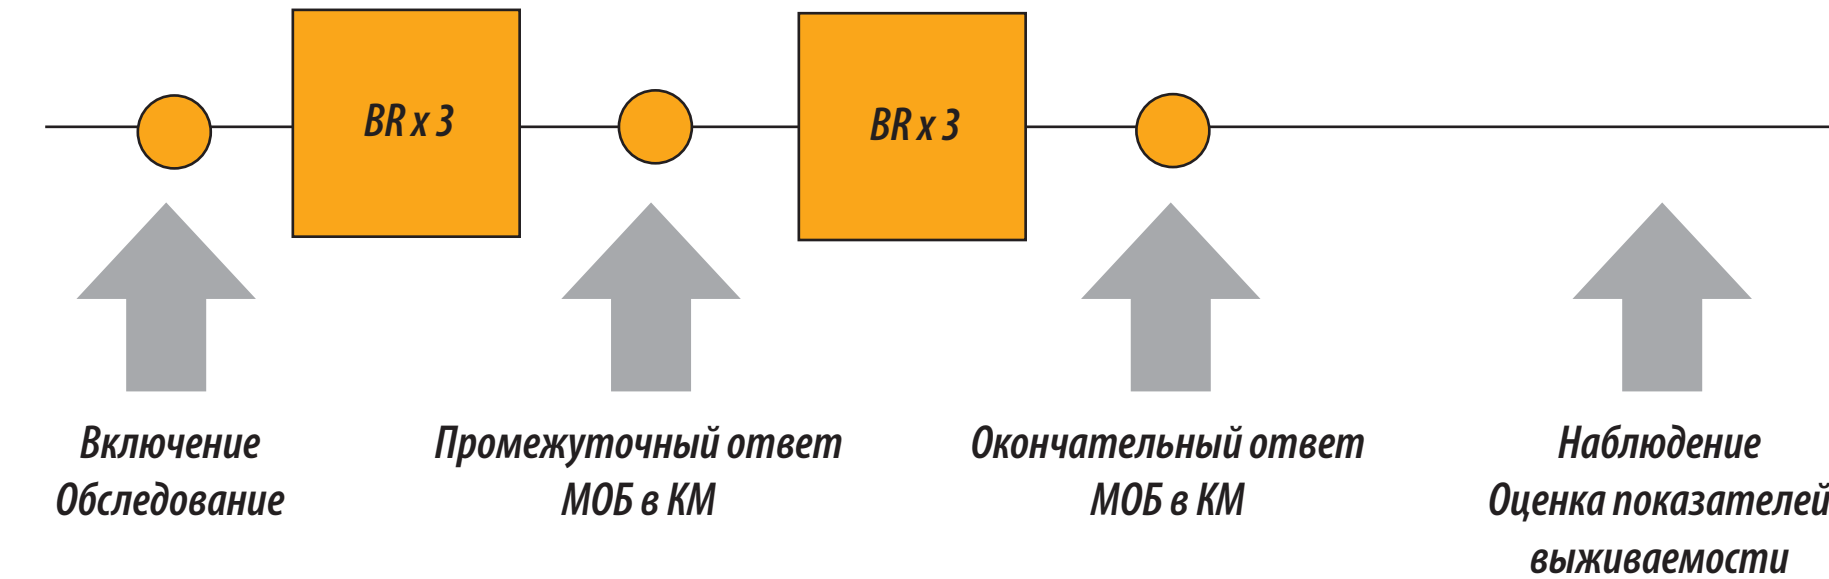 BR x 3
BR x 3
Включение
Обследование
Промежуточный ответ
МОБ в КМ
Окончательный ответ
МОБ в КМ
Наблюдение
Оценка показателей
выживаемости